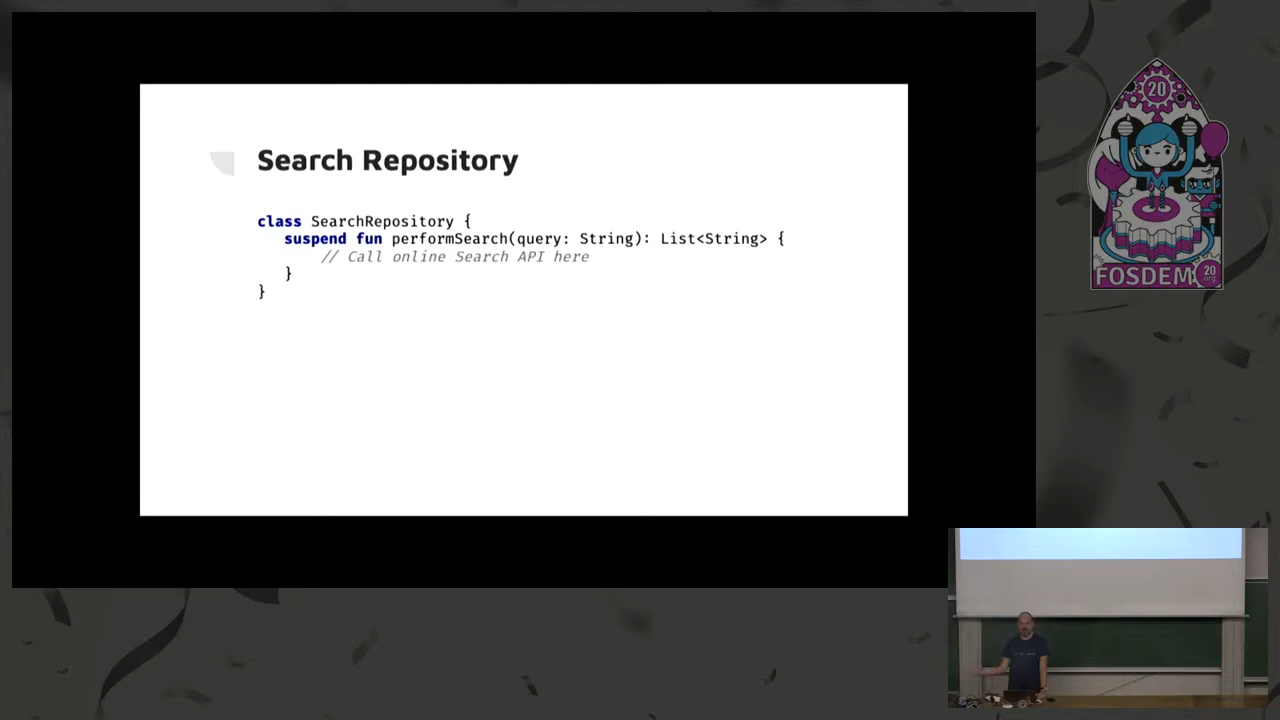 Search Repository
class SearchRepository {
suspend fun performSearch(query: String): List<String> {
// Call online Search API here
}
}
20
FOSDEM
20
.org